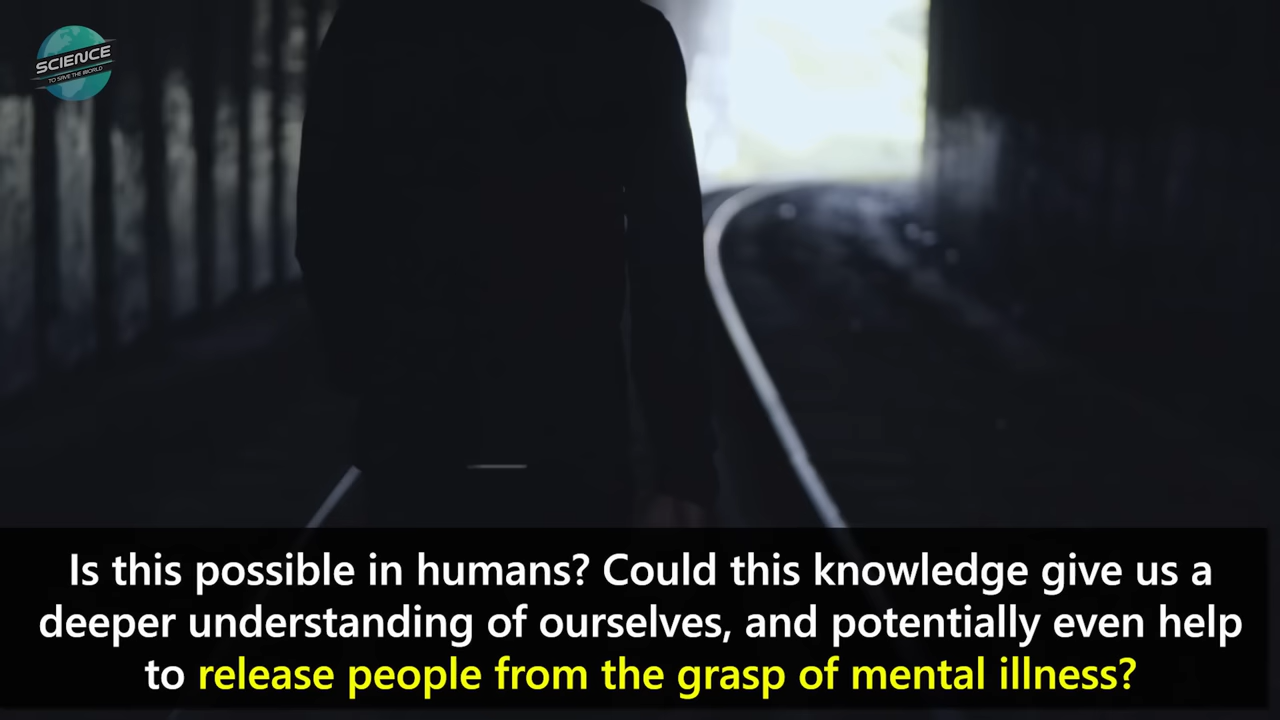 SCIENCE
TO SAVE THE WORLD
Is this possible in humans? Could this knowledge give us a
deeper understanding of ourselves, and potentially even help
to release people from the grasp of mental illness?